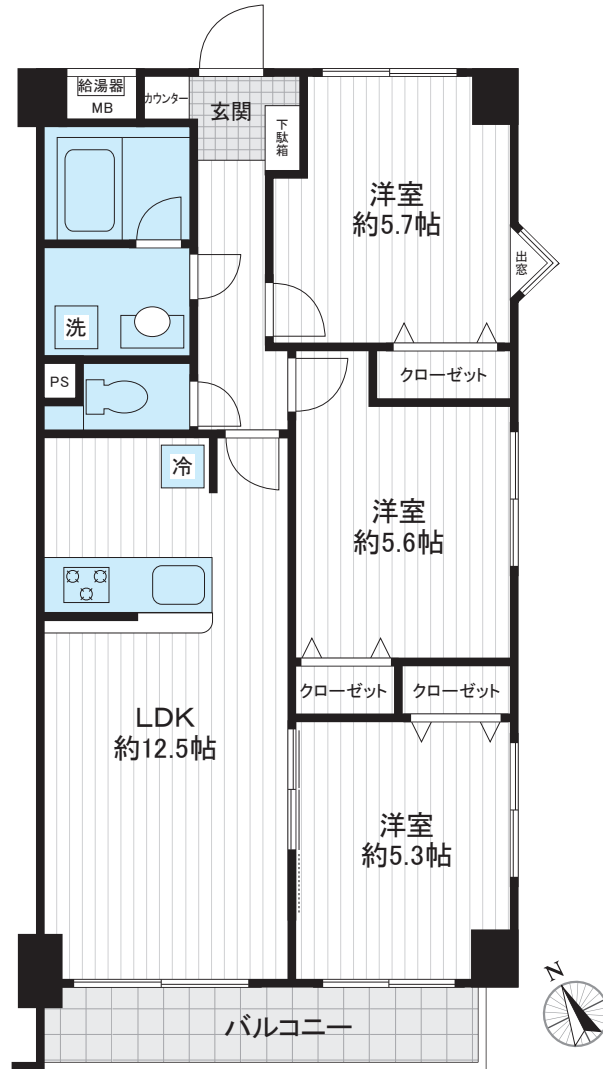 給湯器
MB
カウンター
玄関
下駄箱
洋室
約5.7帖
出窓
洗
PS
クローゼット
冷
洋室
約5.6帖
クローゼット
クローゼット
LDK
約12.5帖
洋室
約5.3帖
バルコニー
N